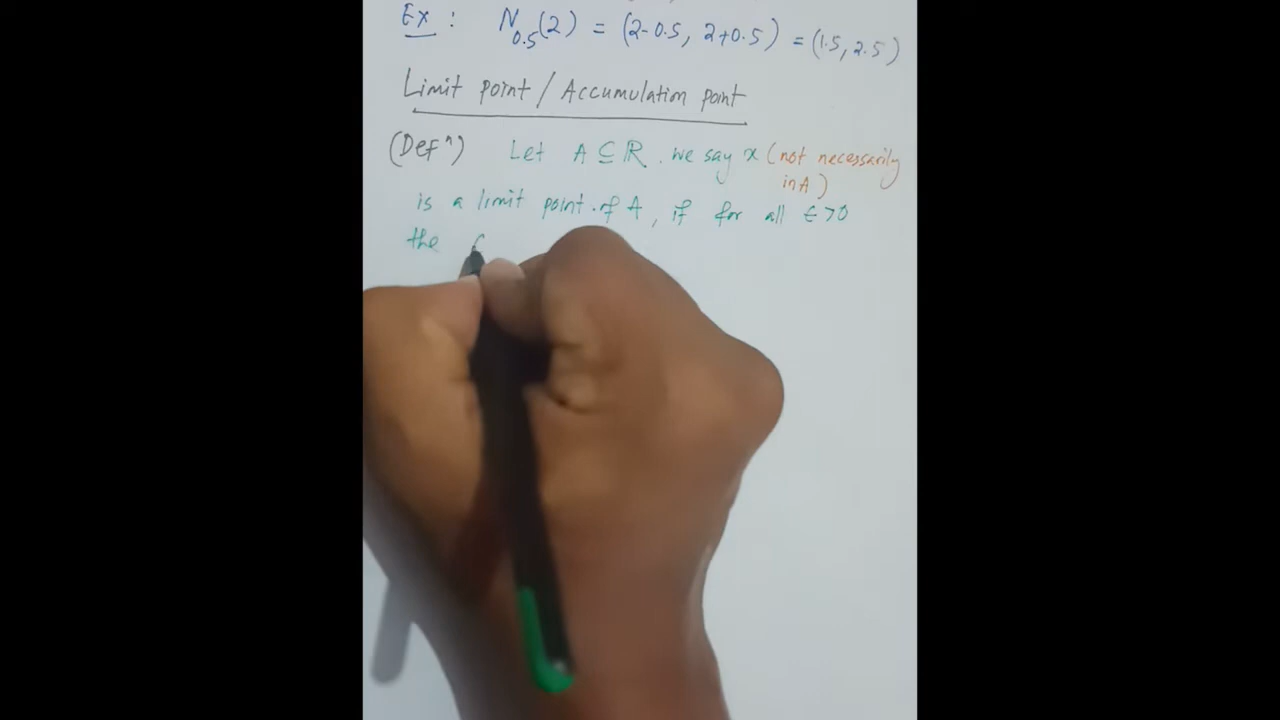 Ex : N0.5(2) = (2-0.5, 2+0.5) = (1.5, 2.5)
Limit point / Accumulation point
(Defⁿ) Let A ⊆ ℝ. we say x (not necessarily
in A)
is a limit point of A, if for all ϵ > 0
the